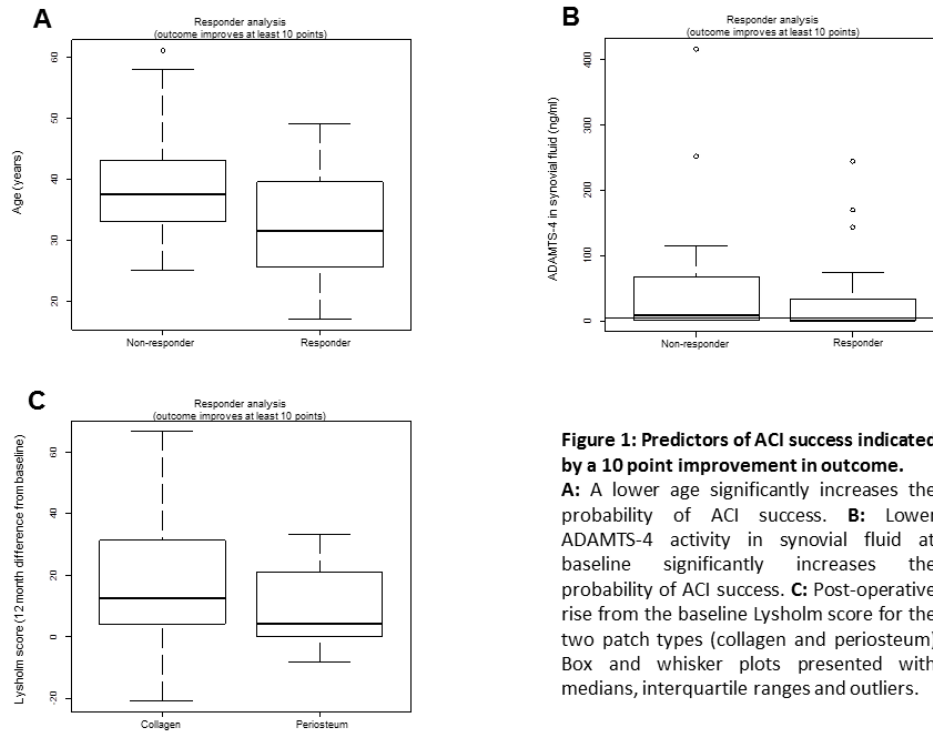 A
Responder analysis
(outcome improves at least 10 points)
60
50
40
30
20
Age (years)
Non-responder
Responder
B
Responder analysis
(outcome improves at least 10 points)
400
300
200
100
0
ADAMTS-4 in synovial fluid (ng/ml)
Non-responder
Responder
C
Responder analysis
(outcome improves at least 10 points)
60
40
20
0
-20
Lysholm score (12 month difference from baseline)
Collagen
Periosteum
Figure 1: Predictors of ACI success indicated
by a 10 point improvement in outcome.
A: A lower age significantly increases the
probability of ACI success. B: Lower
ADAMTS-4 activity in synovial fluid at
baseline significantly increases the
probability of ACI success. C: Post-operative
rise from the baseline Lysholm score for the
two patch types (collagen and periosteum)
Box and whisker plots presented with
medians, interquartile ranges and outliers.